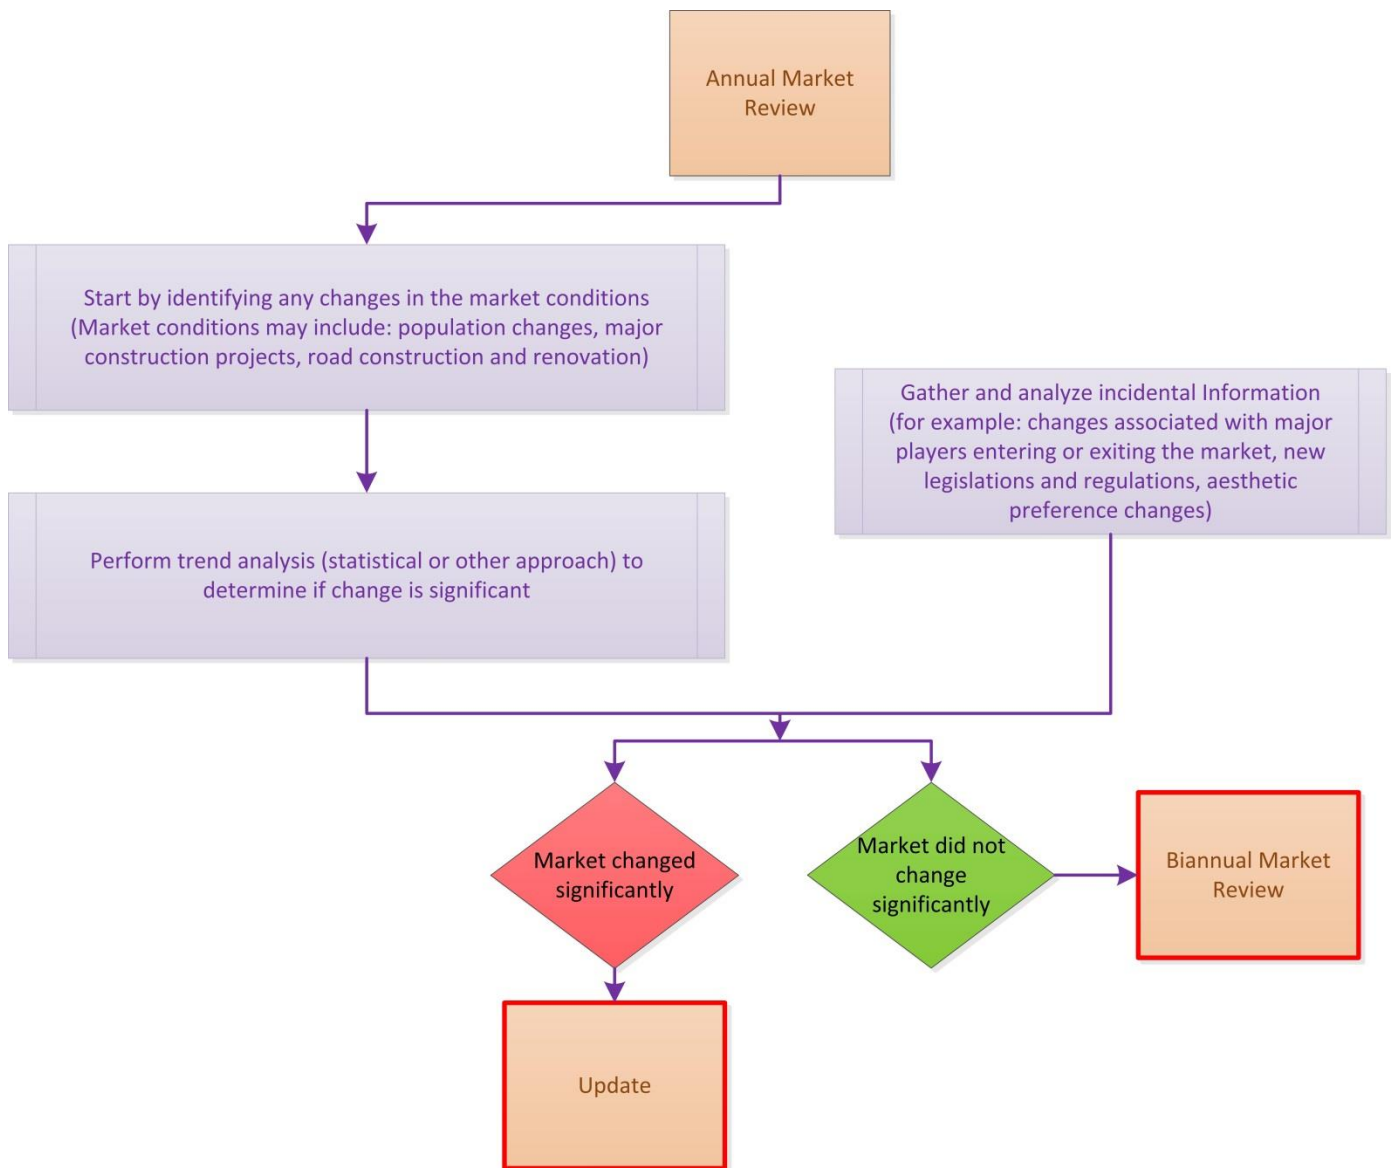 Annual Market
Review
Start by identifying any changes in the market conditions
(Market conditions may include: population changes, major
construction projects, road construction and renovation)
Gather and analyze incidental Information
(for example: changes associated with major
players entering or exiting the market, new
legislations and regulations, aesthetic
preference changes)
Perform trend analysis (statistical or other approach) to
determine if change is significant
Market changed
significantly
Market did not
change
significantly
Biannual Market
Review
Update